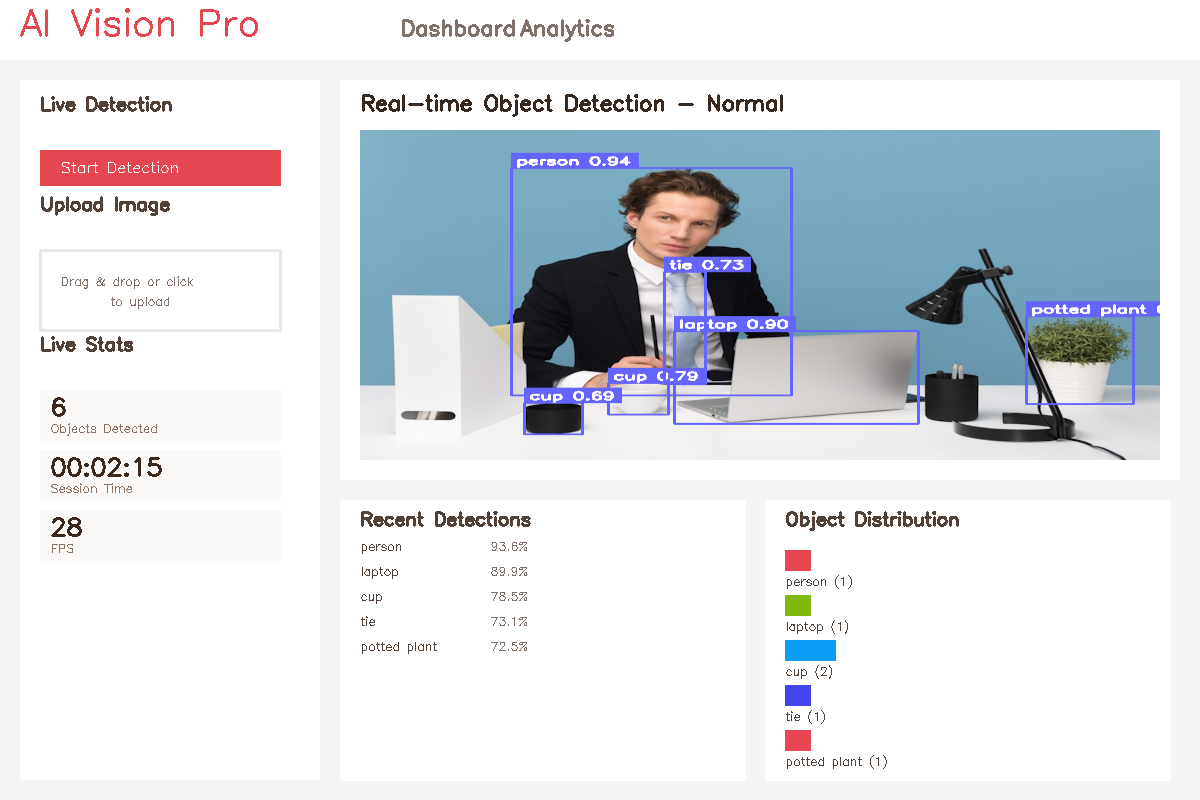 AI Vision Pro
Dashboard Analytics
Live Detection
Start Detection
Upload Image
Drag & drop or click
to upload
Live Stats
6
Objects Detected
00:02:15
Session Time
28
FPS
Real-time Object Detection - Normal
person 0.94
tie 0.73
laptop 0.90
potted plant
cup 0.79
cup 0.69
Recent Detections
person 93.6%
laptop 89.9%
cup 78.5%
tie 73.1%
potted plant 72.5%
Object Distribution
person (1)
laptop (1)
cup (2)
tie (1)
potted plant (1)